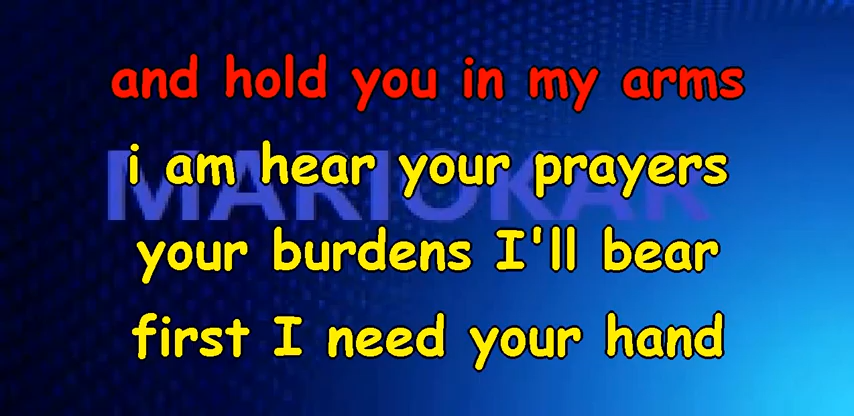 and hold you in my arms
i am hear your prayers
MARIOKAR
your burdens I'll bear
first I need your hand